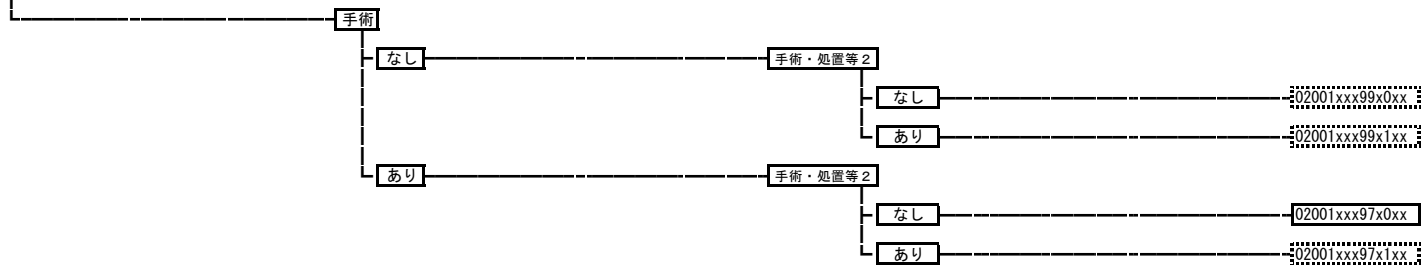 手術
なし 手術・処置等2
なし 02001xxx99x0xx
あり 02001xxx99x1xx
あり 手術・処置等2
なし 02001xxx97x0xx
あり 02001xxx97x1xx